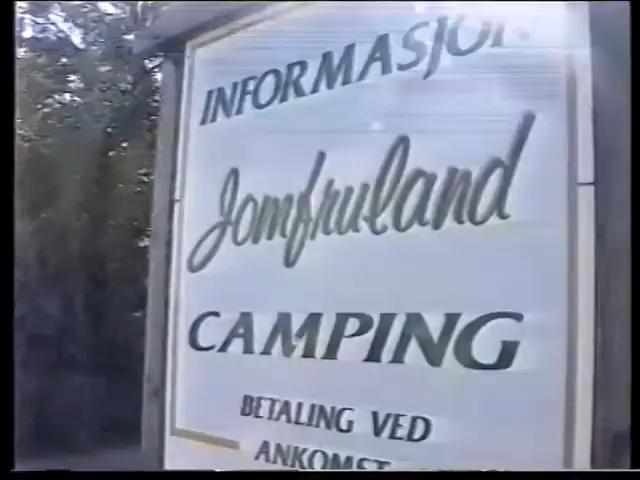 INFORMASJON
Jomfruland
CAMPING
BETALING VED
ANKOMST